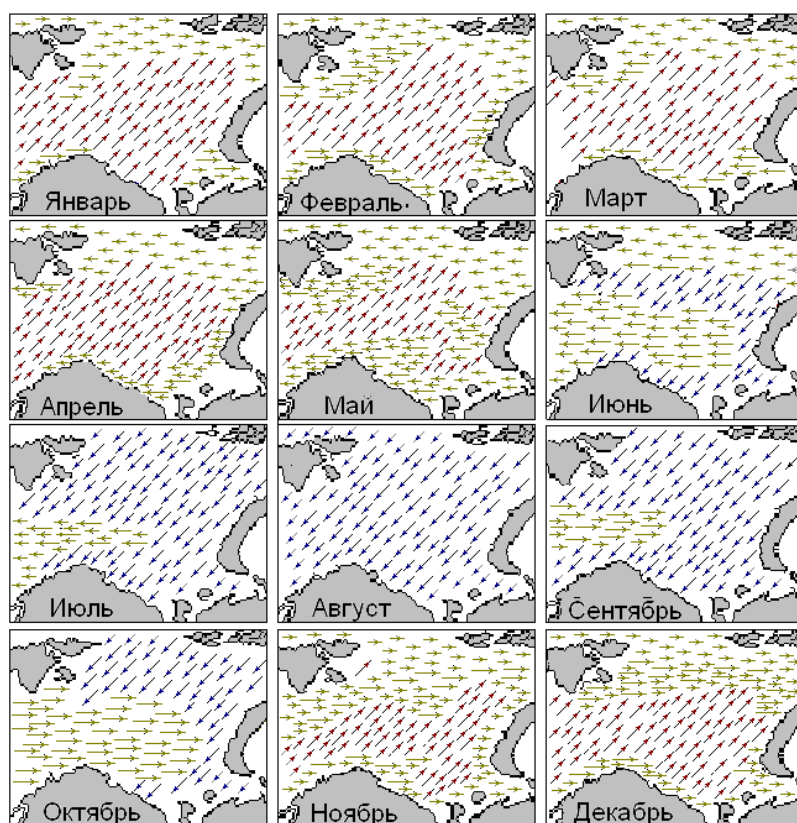 Январь
Февраль
Март
Апрель
Май
Июнь
Июль
Август
Сентябрь
Октябрь
Ноябрь
Декабрь